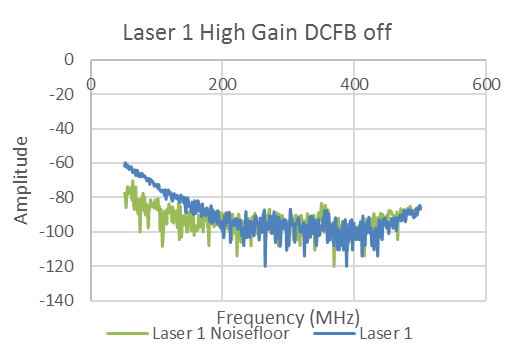 Laser 1 High Gain DCFB off
0
0 200 400 600
-20
-40
-60
-80
-100
-120
-140
Amplitude
Frequency (MHz)
Laser 1 Noisefloor Laser 1